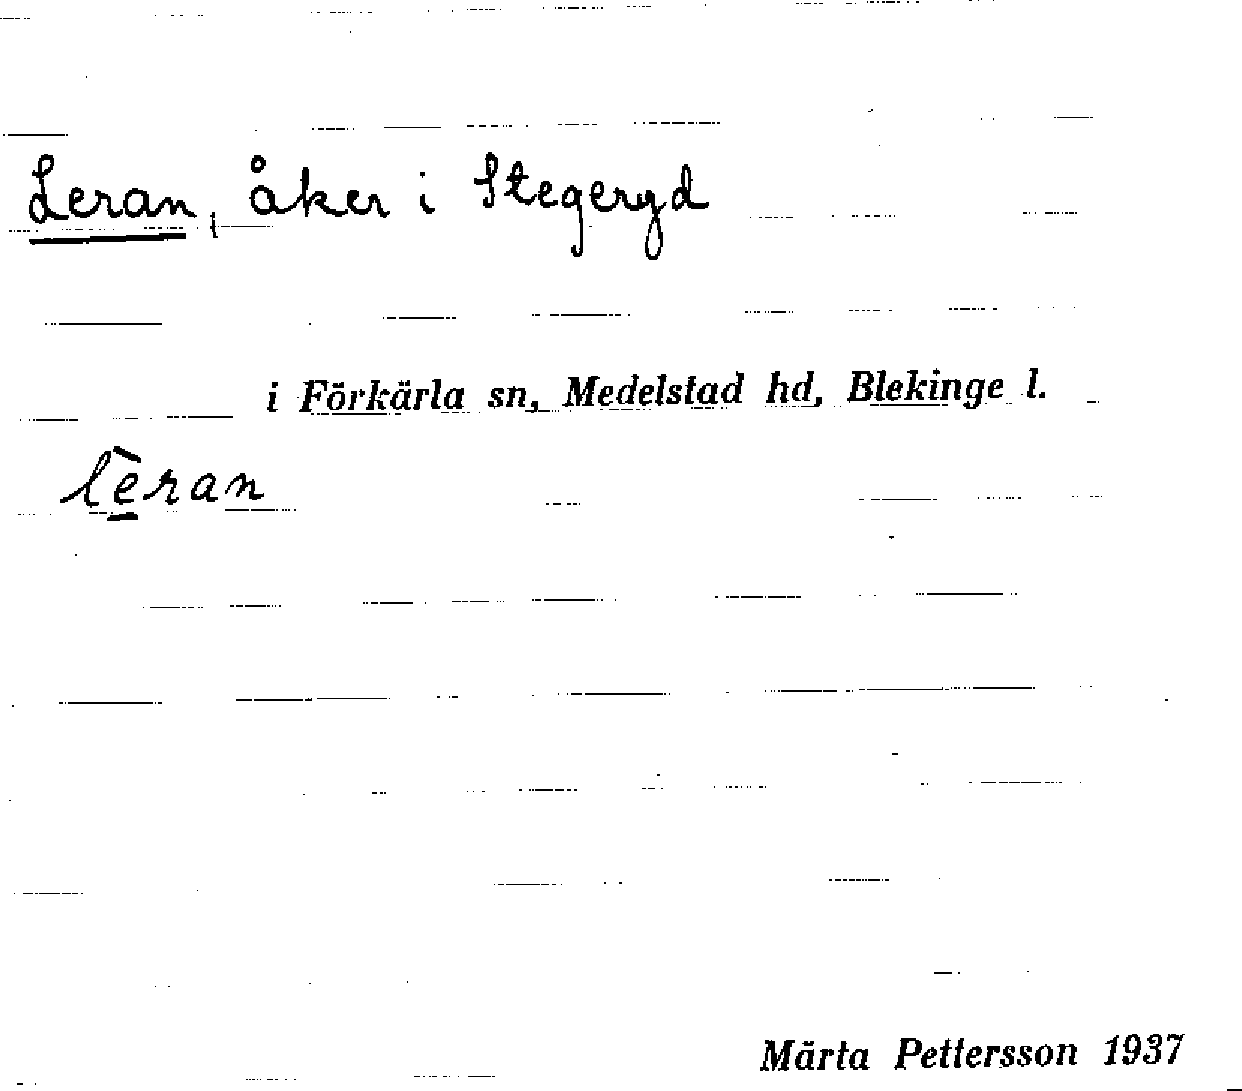 Leran, åker i Stegeryd
i Förkärla sn, Medelstad hd, Blekinge l.
lèran
Märta Pettersson 1937